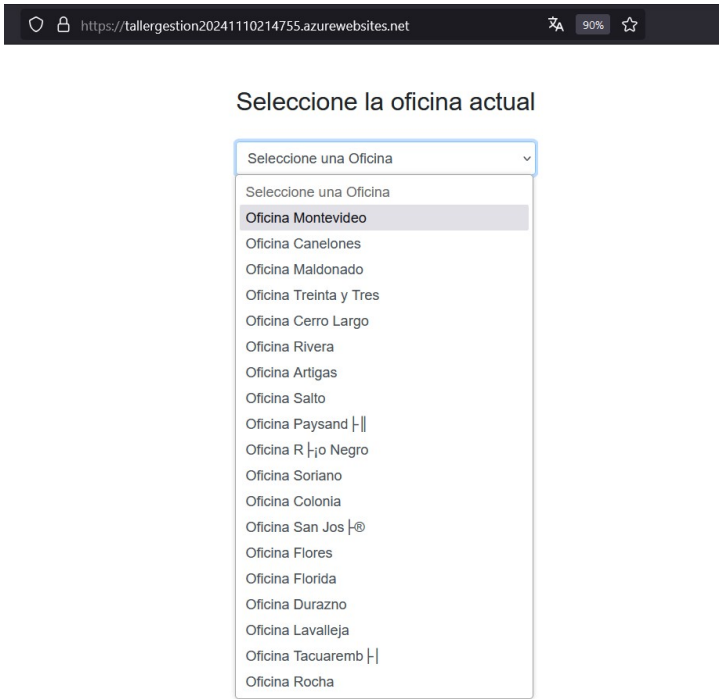 https://tallergestion20241110214755.azurewebsites.net 90%
Seleccione la oficina actual
Seleccione una Oficina
Seleccione una Oficina
Oficina Montevideo
Oficina Canelones
Oficina Maldonado
Oficina Treinta y Tres
Oficina Cerro Largo
Oficina Rivera
Oficina Artigas
Oficina Salto
Oficina Paysand├║
Oficina R├¡o Negro
Oficina Soriano
Oficina Colonia
Oficina San Jos├®
Oficina Flores
Oficina Florida
Oficina Durazno
Oficina Lavalleja
Oficina Tacuaremb├│
Oficina Rocha